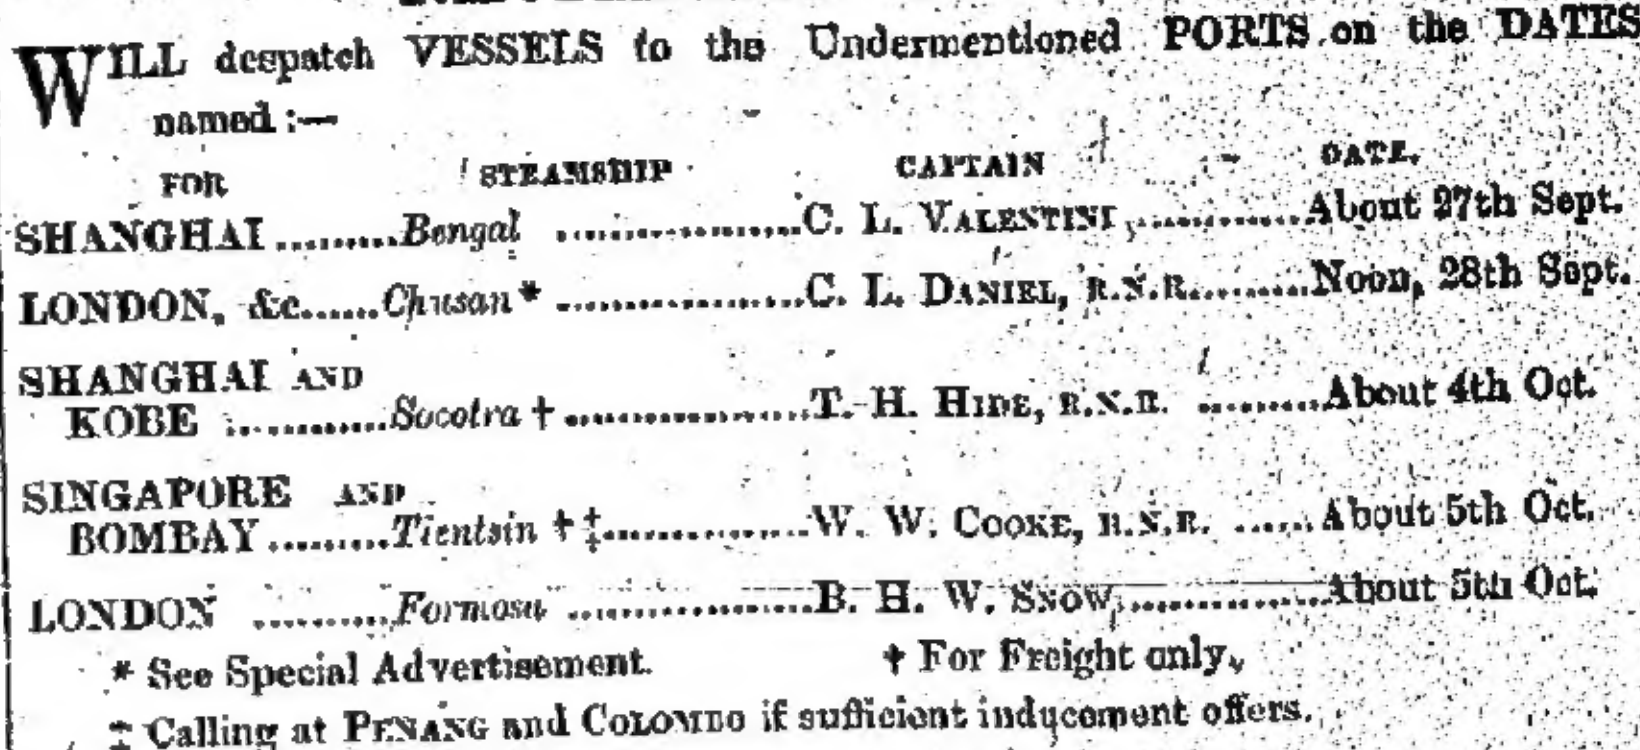 WILL despatch VESSELS to the Undermentioned PORTS on the DATES
named:—
FOR STEAMSHIP CAPTAIN DATE.
SHANGHAI .........Bengal ..................C. L. VALENTINI, ............About 27th Sept.
LONDON, &c......Chusan * ..................C. L. DANIEL, R.N.R..........Noon, 28th Sept.
SHANGHAI AND
KOBE ............Socotra † ..................T. H. HIDE, R.N.R. .........About 4th Oct.
SINGAPORE AND
BOMBAY .........Tientsin † ‡...............W. W. COOKE, R.N.R. ......About 5th Oct.
LONDON ..........Formosa ..................B. H. W. SNOW, ............About 5th Oct.
* See Special Advertisement. † For Freight only.
‡ Calling at PENANG and COLOMBO if sufficient inducement offers.